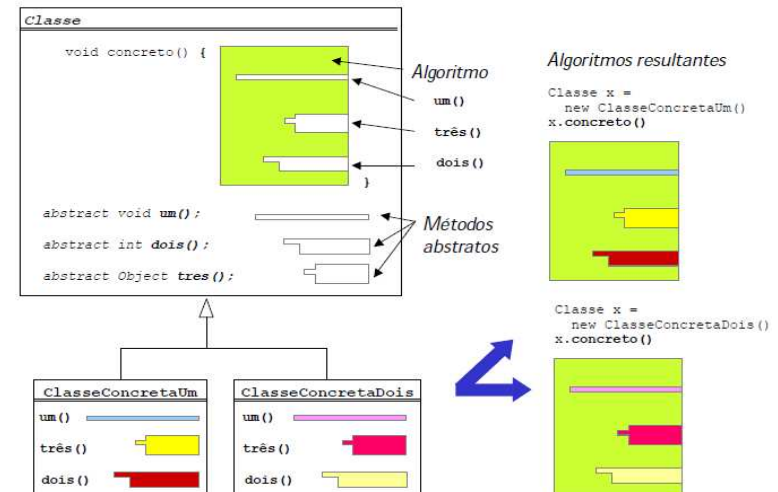 Classe
void concreto() {
Algoritmo
um()
três()
dois()
}
abstract void um();
abstract int dois();
abstract Object tres();
Métodos
abstratos
Algoritmos resultantes
Classe x =
new ClasseConcretaUm()
x.concreto()
Classe x =
new ClasseConcretaDois()
x.concreto()
ClasseConcretaUm
um()
três()
dois()
ClasseConcretaDois
um()
três()
dois()